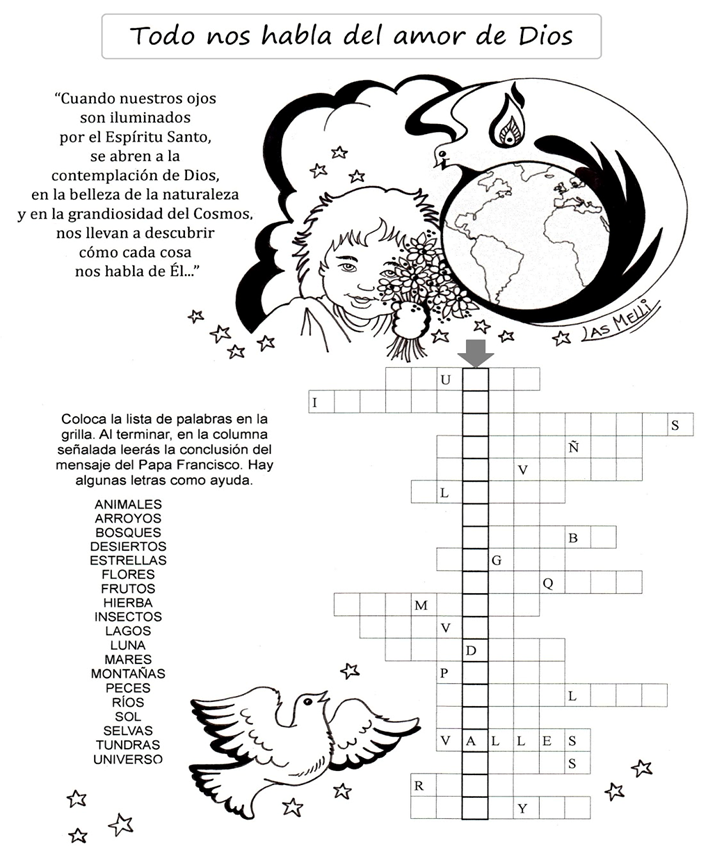 Todo nos habla del amor de Dios
“Cuando nuestros ojos
son iluminados
por el Espíritu Santo,
se abren a la
contemplación de Dios,
en la belleza de la naturaleza
y en la grandiosidad del Cosmos,
nos llevan a descubrir
cómo cada cosa
nos habla de Él...”
LAS MELLI
Coloca la lista de palabras en la
grilla. Al terminar, en la columna
señalada leerás la conclusión del
mensaje del Papa Francisco. Hay
algunas letras como ayuda.
ANIMALES
ARROYOS
BOSQUES
DESIERTOS
ESTRELLAS
FLORES
FRUTOS
HIERBA
INSECTOS
LAGOS
LUNA
MARES
MONTAÑAS
PECES
RÍOS
SOL
SELVAS
TUNDRAS
UNIVERSO
U
I
S
Ñ
V
L
B
G
Q
M
V
D
P
L
V A L L E S
S
R
Y